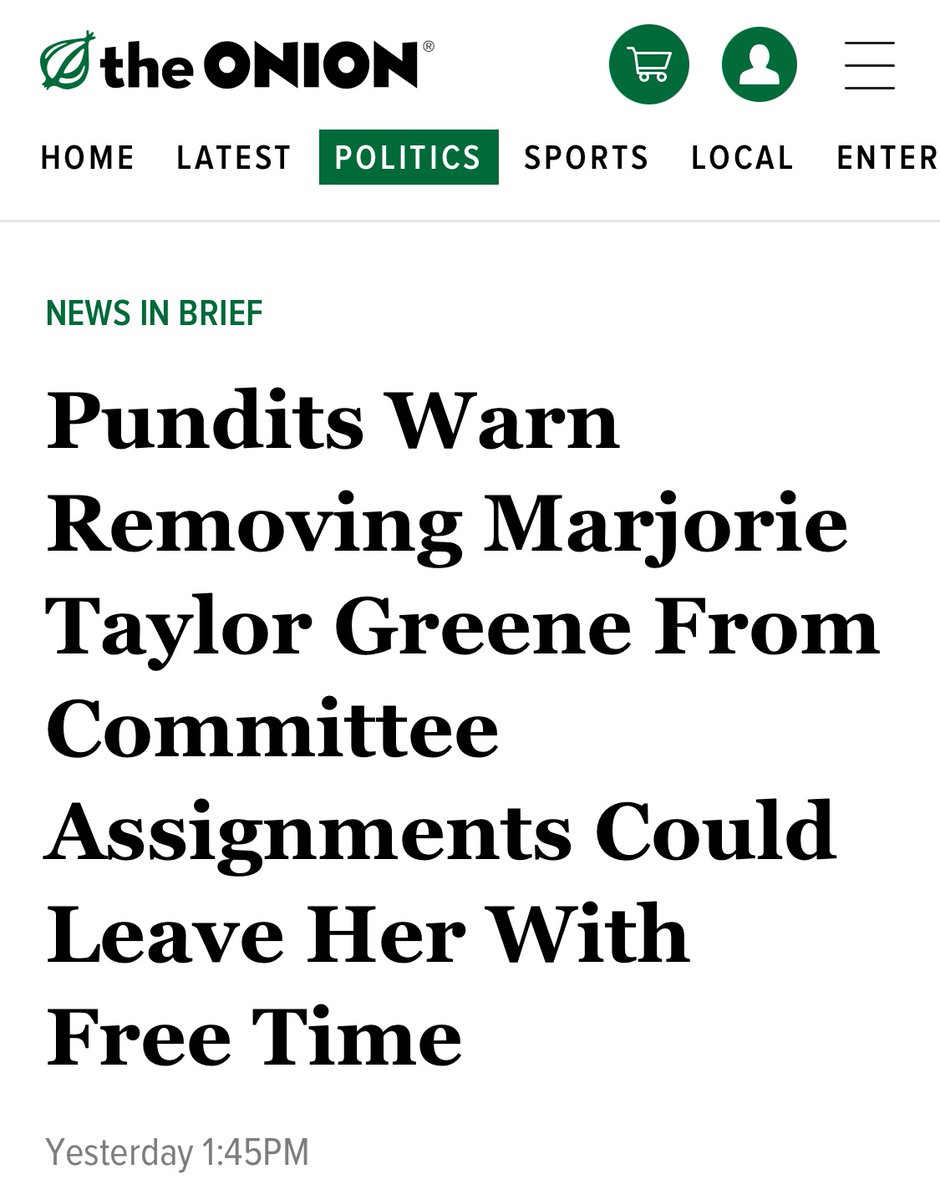 the ONION®
HOME LATEST POLITICS SPORTS LOCAL ENTER
NEWS IN BRIEF
Pundits Warn
Removing Marjorie
Taylor Greene From
Committee
Assignments Could
Leave Her With
Free Time
Yesterday 1:45PM